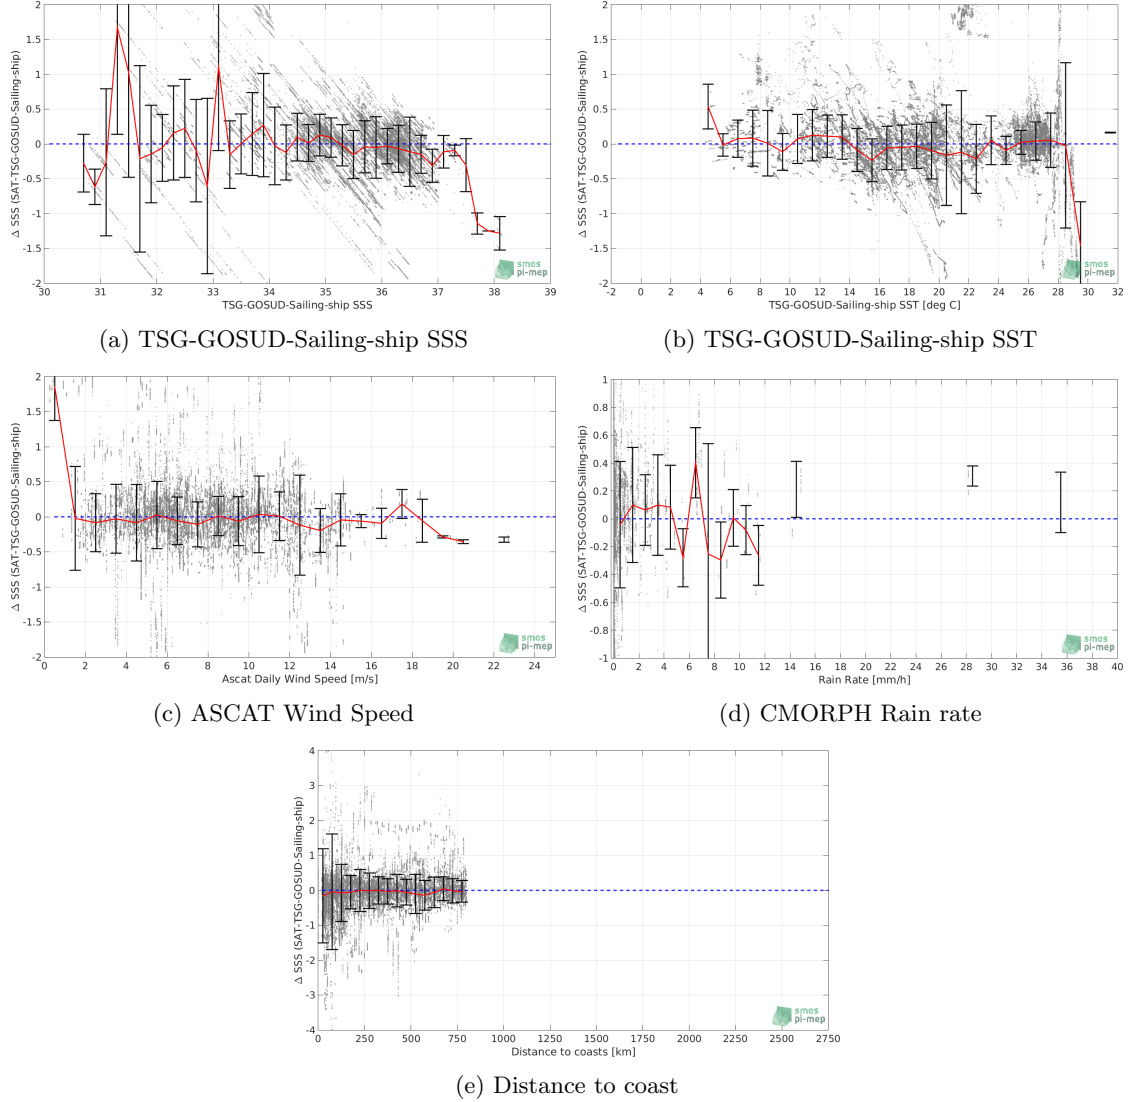 Δ SSS (SAT-TSG-GOSUD-Sailing-ship)
2
1.5
1
0.5
0
-0.5
-1
-1.5
-2
30 31 32 33 34 35 36 37 38 39
TSG-GOSUD-Sailing-ship SSS
smos
pi-mep
(a) TSG-GOSUD-Sailing-ship SSS
Δ SSS (SAT-TSG-GOSUD-Sailing-ship)
2
1.5
1
0.5
0
-0.5
-1
-1.5
-2
-2 0 2 4 6 8 10 12 14 16 18 20 22 24 26 28 30 32
TSG-GOSUD-Sailing-ship SST [deg C]
smos
pi-mep
(b) TSG-GOSUD-Sailing-ship SST
Δ SSS (SAT-TSG-GOSUD-Sailing-ship)
2
1.5
1
0.5
0
-0.5
-1
-1.5
-2
0 2 4 6 8 10 12 14 16 18 20 22 24
Ascat Daily Wind Speed [m/s]
smos
pi-mep
(c) ASCAT Wind Speed
Δ SSS (SAT-TSG-GOSUD-Sailing-ship)
1
0.8
0.6
0.4
0.2
0
-0.2
-0.4
-0.6
-0.8
-1
0 2 4 6 8 10 12 14 16 18 20 22 24 26 28 30 32 34 36 38 40
Rain Rate [mm/h]
smos
pi-mep
(d) CMORPH Rain rate
Δ SSS (SAT-TSG-GOSUD-Sailing-ship)
4
3
2
1
0
-1
-2
-3
-4
0 250 500 750 1000 1250 1500 1750 2000 2250 2500 2750
Distance to coasts [km]
smos
pi-mep
(e) Distance to coast